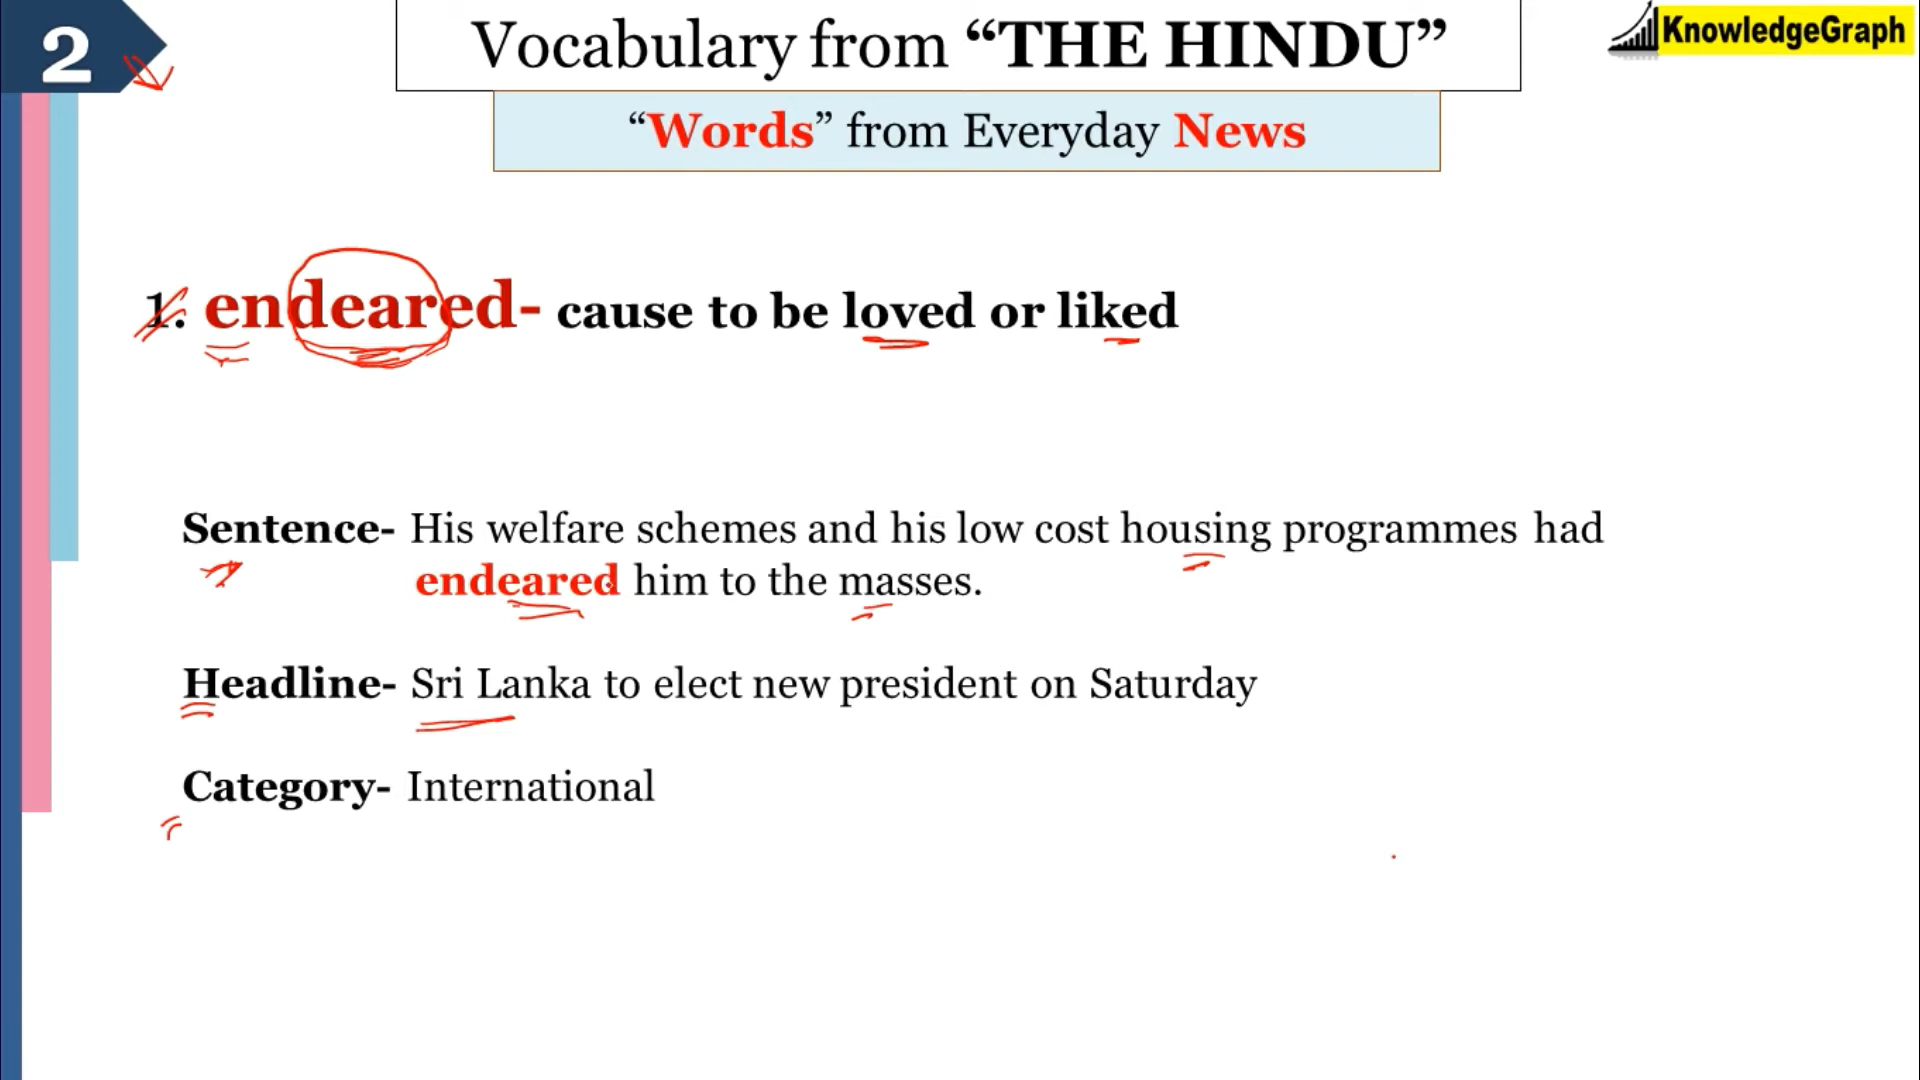 2
Vocabulary from “THE HINDU”
KnowledgeGraph
“Words” from Everyday News
1. endeared- cause to be loved or liked
Sentence- His welfare schemes and his low cost housing programmes had
endeared him to the masses.
Headline- Sri Lanka to elect new president on Saturday
Category- International